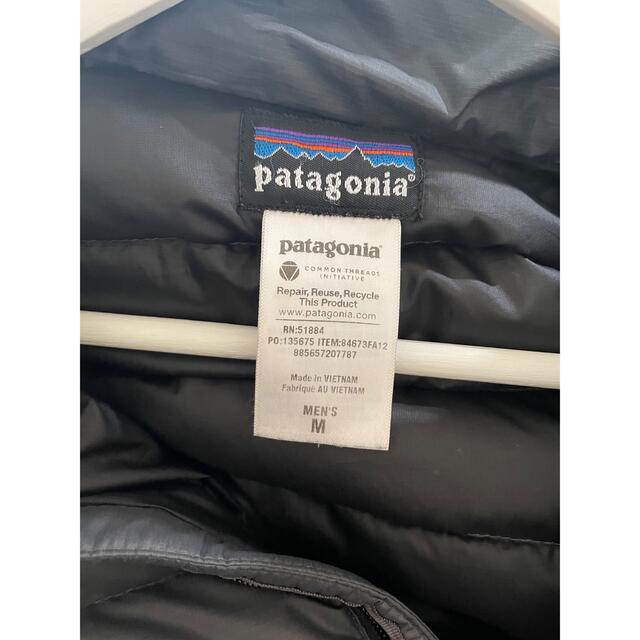 patagonia®
patagonia®
COMMON THREADS
INITIATIVE
Repair, Reuse, Recycle
This Product
www.patagonia.com
RN:51884
PO:135675 ITEM:84673FA12
885657207787
Made in VIETNAM
Fabriqué AU VIETNAM
MEN'S
M